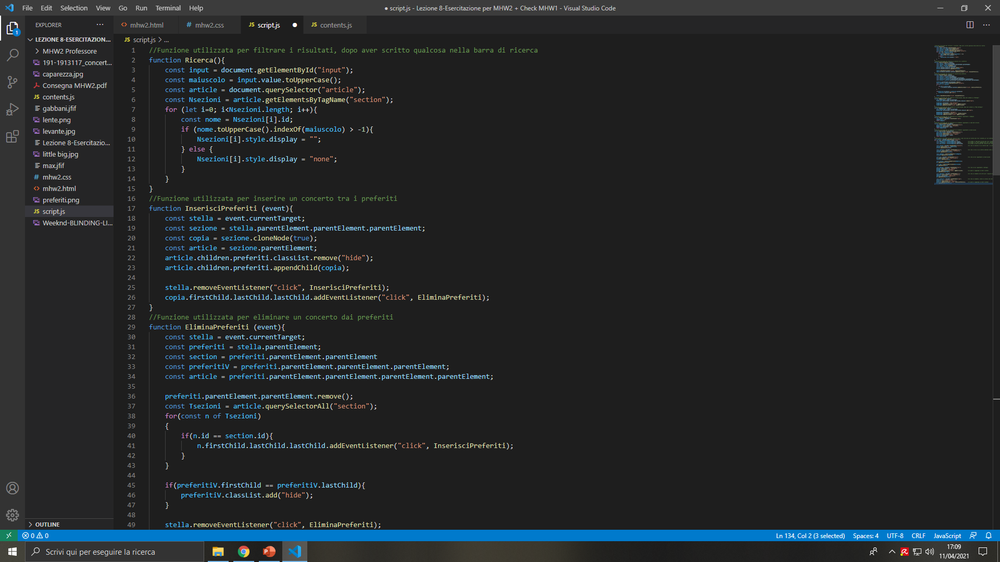 File Edit Selection View Go Run Terminal Help
● script.js - Lezione 8-Esercitazione per MHW2 + Check MHW1 - Visual Studio Code
EXPLORER ...
<> mhw2.html
# mhw2.css
JS script.js ●
JS contents.js
JS script.js > ...
LEZIONE 8-ESERCITAZION...
MHW2 Professore
191-1913117_concert...
caparezza.jpg
Consegna MHW2.pdf
JS contents.js
gabbani.jfif
lente.png
levante.jpg
Lezione 8-Esercitazio...
little big.jpg
max.jfif
# mhw2.css
<> mhw2.html
preferiti.png
JS script.js
Weeknd-BLINDING-LI...
OUTLINE
1 //Funzione utilizzata per filtrare i risultati, dopo aver scritto qualcosa nella barra di ricerca
2 function Ricerca(){
3     const input = document.getElementById("input");
4     const maiuscolo = input.value.toUpperCase();
5     const article = document.querySelector("article");
6     const Nsezioni = article.getElementsByTagName("section");
7     for (let i=0; i<Nsezioni.length; i++){
8         const nome = Nsezioni[i].id;
9         if (nome.toUpperCase().indexOf(maiuscolo) > -1){
10             Nsezioni[i].style.display = "";
11         } else {
12             Nsezioni[i].style.display = "none";
13         }
14     }
15 }
16 //Funzione utilizzata per inserire un concerto tra i preferiti
17 function InserisciPreferiti (event){
18     const stella = event.currentTarget;
19     const sezione = stella.parentElement.parentElement.parentElement;
20     const copia = sezione.cloneNode(true);
21     const article = sezione.parentElement;
22     article.children.preferiti.classList.remove("hide");
23     article.children.preferiti.appendChild(copia);
24
25     stella.removeEventListener("click", InserisciPreferiti);
26     copia.firstChild.lastChild.lastChild.addEventListener("click", EliminaPreferiti);
27 }
28 //Funzione utilizzata per eliminare un concerto dai preferiti
29 function EliminaPreferiti (event){
30     const stella = event.currentTarget;
31     const preferiti = stella.parentElement;
32     const section = preferiti.parentElement.parentElement
33     const preferitiV = preferiti.parentElement.parentElement.parentElement;
34     const article = preferiti.parentElement.parentElement.parentElement.parentElement;
35
36     preferiti.parentElement.parentElement.remove();
37     const Tsezioni = article.querySelectorAll("section");
38     for(const n of Tsezioni)
39     {
40         if(n.id == section.id){
41             n.firstChild.lastChild.lastChild.addEventListener("click", InserisciPreferiti);
42         }
43     }
44
45     if(preferitiV.firstChild == preferitiV.lastChild){
46         preferitiV.classList.add("hide");
47     }
48
49     stella.removeEventListener("click", EliminaPreferiti);
1
0 0
Ln 134, Col 2 (3 selected) Spaces: 4 UTF-8 CRLF JavaScript
Scrivi qui per eseguire la ricerca
17:09
11/04/2021